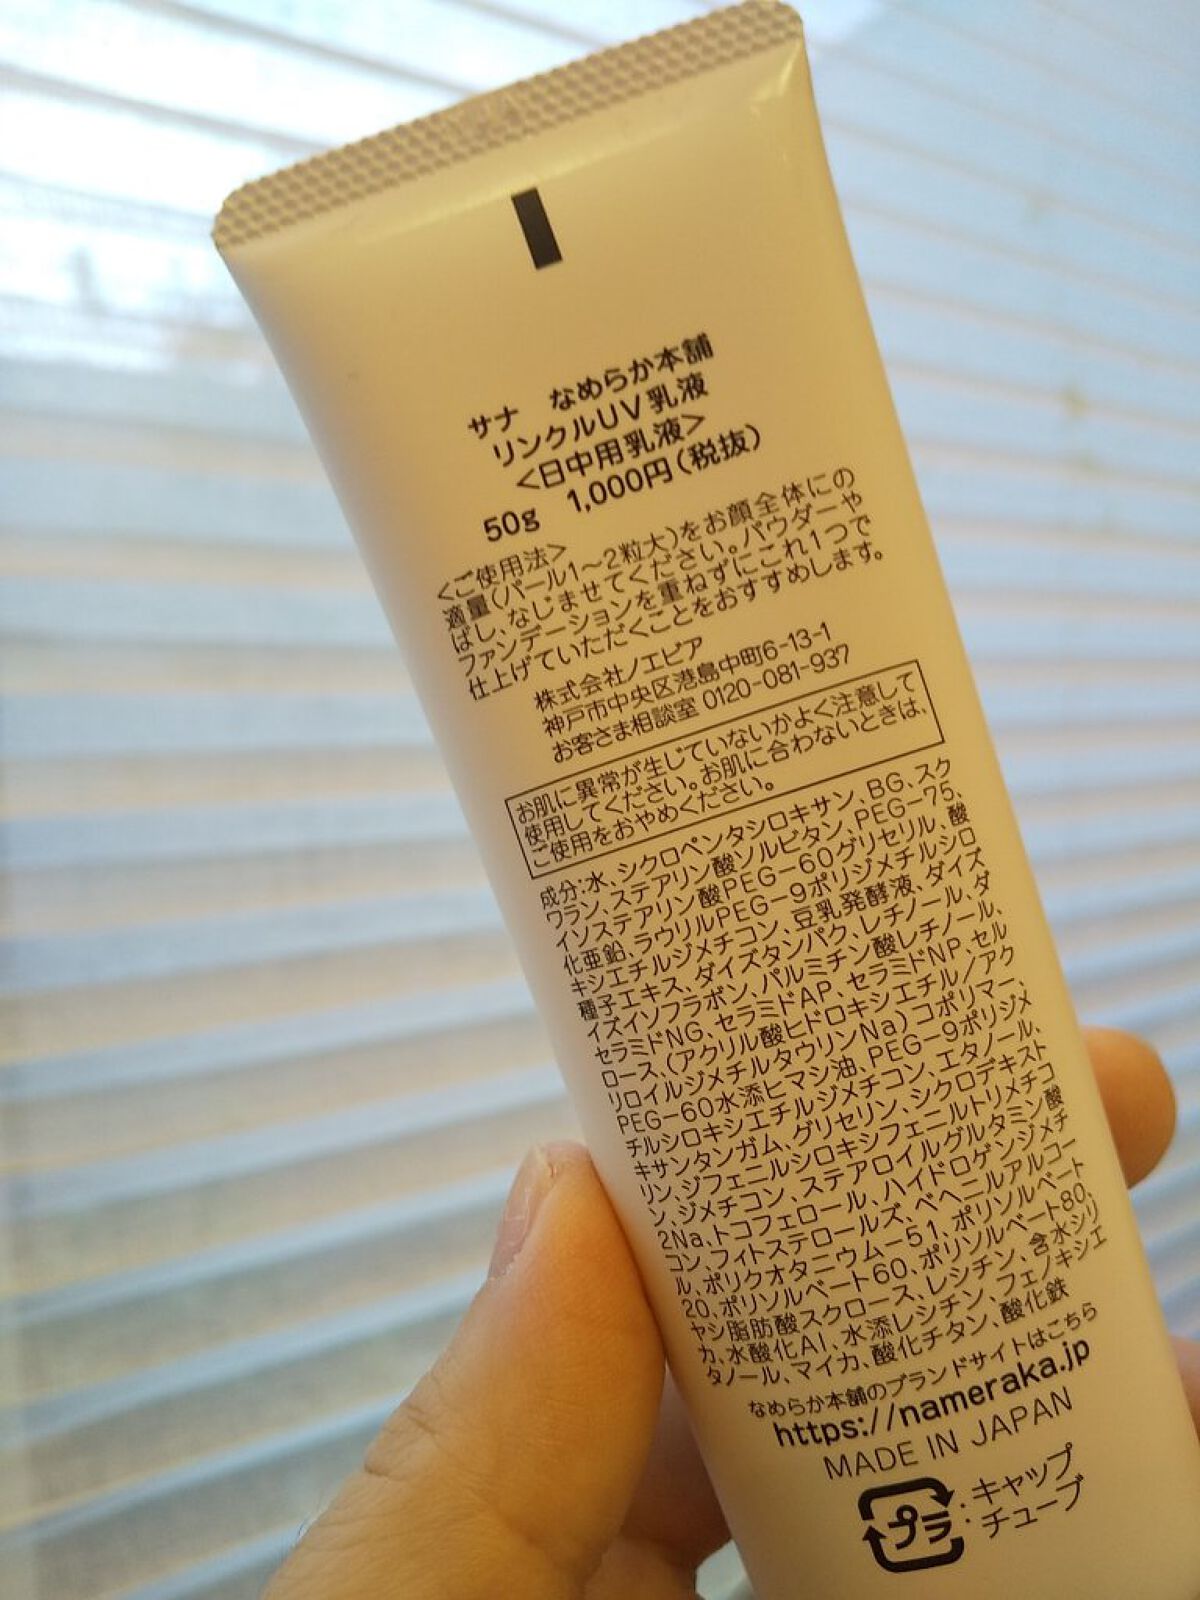 サナ なめらか本舗
リンクルUV乳液
<日中用乳液>
50g 1,000円(税抜)
<ご使用法>
適量(パール1〜2粒大)をお顔全体にの
ばし、なじませてください。パウダーや
ファンデーションを重ねずにこれ1つで
仕上げていただくことをおすすめします。
株式会社ノエビア
神戸市中央区港島中町6-13-1
お客さま相談室 0120-081-937
お肌に異常が生じていないかよく注意して
使用してください。お肌に合わないときは、
ご使用をおやめください。
成分:水、シクロペンタシロキサン、BG、スク
ワラン、ステアリン酸ソルビタン、PEG-75、
イソステアリン酸PEG-60グリセリル、酸
化亜鉛、ラウリルPEG-9ポリジメチルシロ
キシエチルジメチコン、豆乳発酵液、ダイズ
種子エキス、ダイズタンパク、レチノール、ダ
イズイソフラボン、パルミチン酸レチノール、
セラミドNG、セラミドAP、セラミドNP、セル
ロース、(アクリル酸ヒドロキシエチル/アク
リロイルジメチルタウリンNa)コポリマー、
PEG-60水添ヒマシ油、PEG-9ポリジメ
チルシロキシエチルジメチコン、エタノール、
キサンタンガム、グリセリン、シクロデキスト
リン、ジフェニルシロキシフェニルトリメチコ
ン、ジメチコン、ステアロイルグルタミン酸
2Na、トコフェロール、ハイドロゲンジメチ
コン、フィトステロールズ、ベヘニルアルコー
ル、ポリクオタニウム-51、ポリソルベート
20、ポリソルベート60、ポリソルベート80、
ヤシ脂肪酸スクロース、レシチン、含水シリ
カ、水酸化Al、水添レシチン、フェノキシエ
タノール、マイカ、酸化チタン、酸化鉄
なめらか本舗のブランドサイトはこちら
https://nameraka.jp
MADE IN JAPAN
プラ:キャップ
チューブ